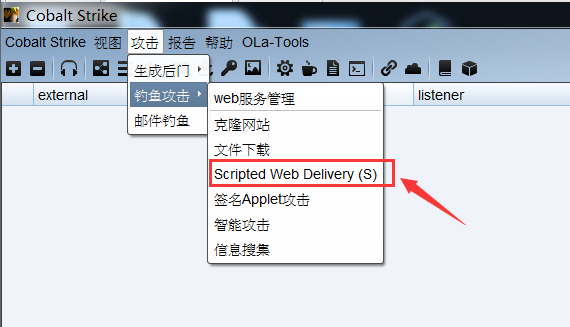 Cobalt Strike
Cobalt Strike 视图 攻击 报告 帮助 OLa-Tools
生成后门
external
listener
钓鱼攻击
邮件钓鱼
web服务管理
克隆网站
文件下载
Scripted Web Delivery (S)
签名Applet攻击
智能攻击
信息搜集